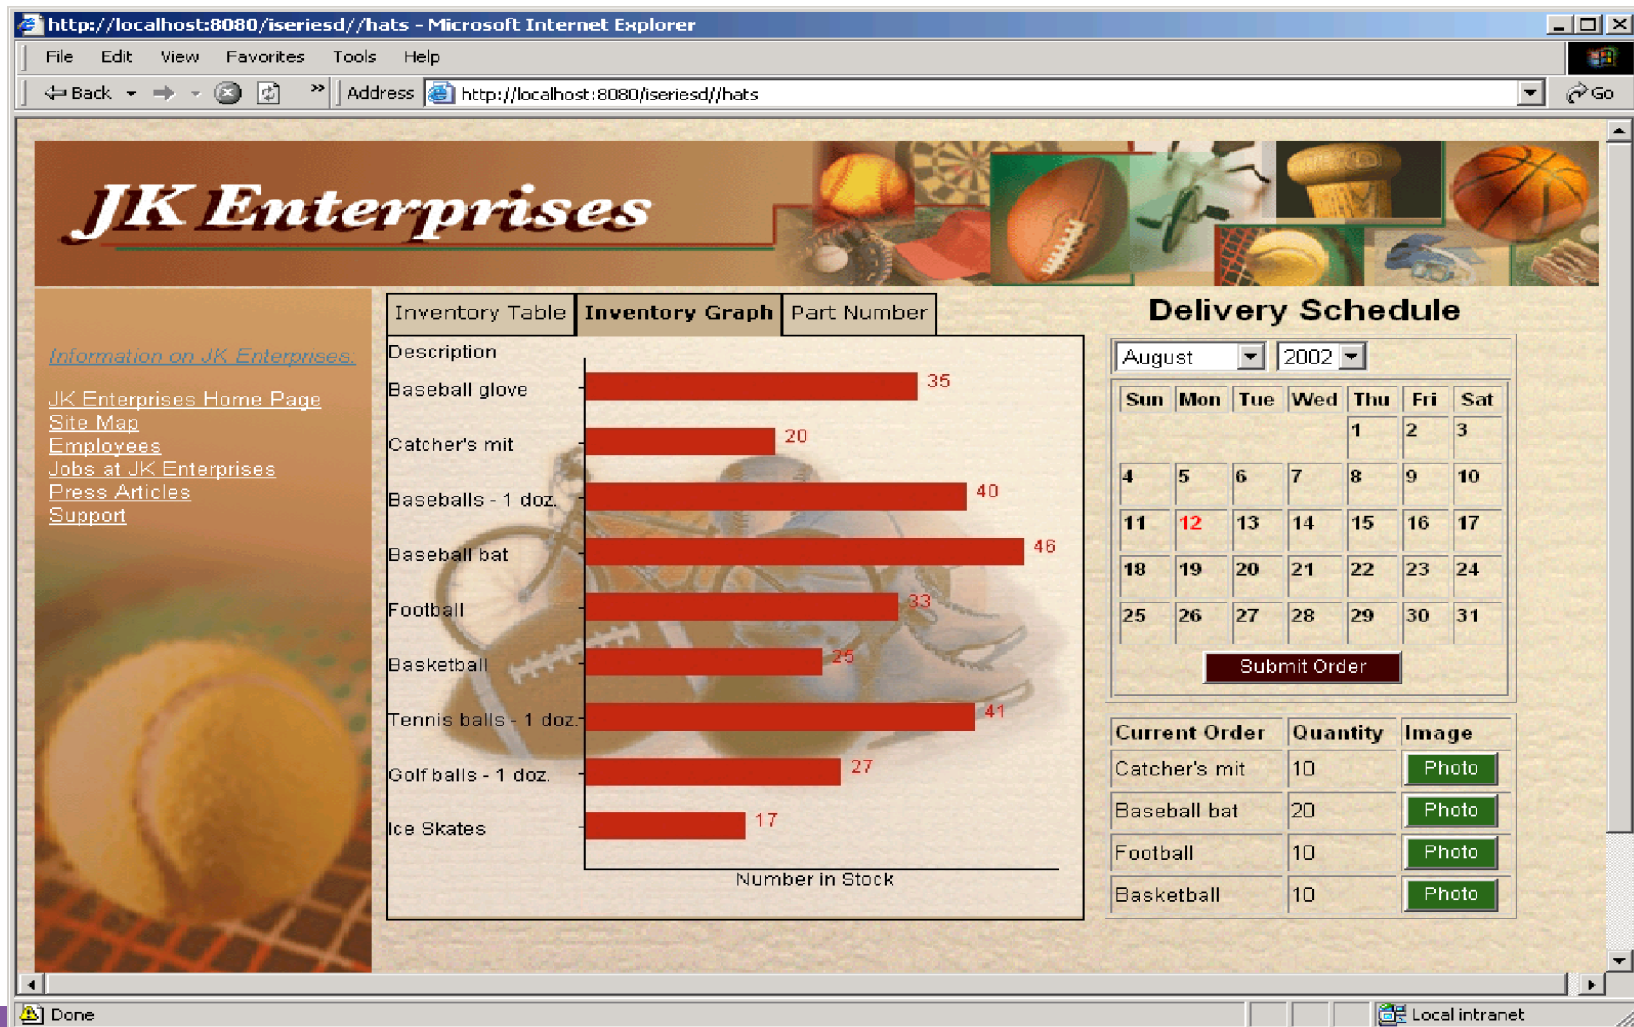 http://localhost:8080/iseriesd//hats - Microsoft Internet Explorer
File Edit View Favorites Tools Help
Back » Address http://localhost:8080/iseriesd//hats Go
JK Enterprises
Information on JK Enterprises:
JK Enterprises Home Page
Site Map
Employees
Jobs at JK Enterprises
Press Articles
Support
Inventory Table Inventory Graph Part Number
Description
Baseball glove 35
Catcher's mit 20
Baseballs - 1 doz. 40
Baseball bat 46
Football 33
Basketball 25
Tennis balls - 1 doz. 41
Golf balls - 1 doz. 27
Ice Skates 17
Number in Stock
Delivery Schedule
August 2002
Sun Mon Tue Wed Thu Fri Sat
1 2 3
4 5 6 7 8 9 10
11 12 13 14 15 16 17
18 19 20 21 22 23 24
25 26 27 28 29 30 31
Submit Order
Current Order Quantity Image
Catcher's mit 10 Photo
Baseball bat 20 Photo
Football 10 Photo
Basketball 10 Photo
Done Local intranet